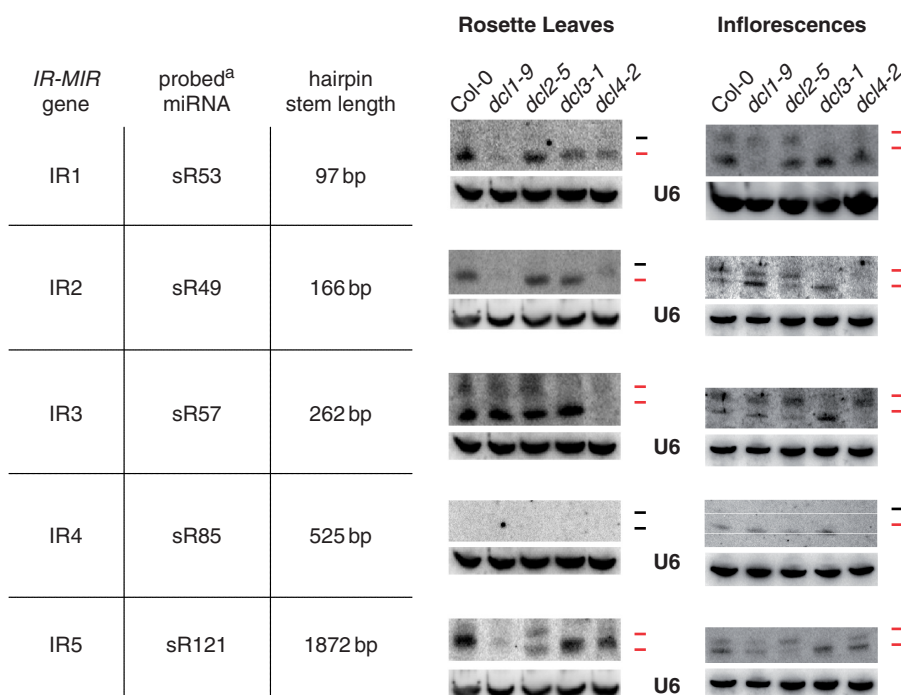 Rosette Leaves Inflorescences
IR-MIR gene probedᵃ miRNA hairpin stem length
Col-0 dcl1-9 dcl2-5 dcl3-1 dcl4-2 Col-0 dcl1-9 dcl2-5 dcl3-1 dcl4-2
IR1 sR53 97 bp
U6
IR2 sR49 166 bp
U6
IR3 sR57 262 bp
U6
IR4 sR85 525 bp
U6
IR5 sR121 1872 bp
U6